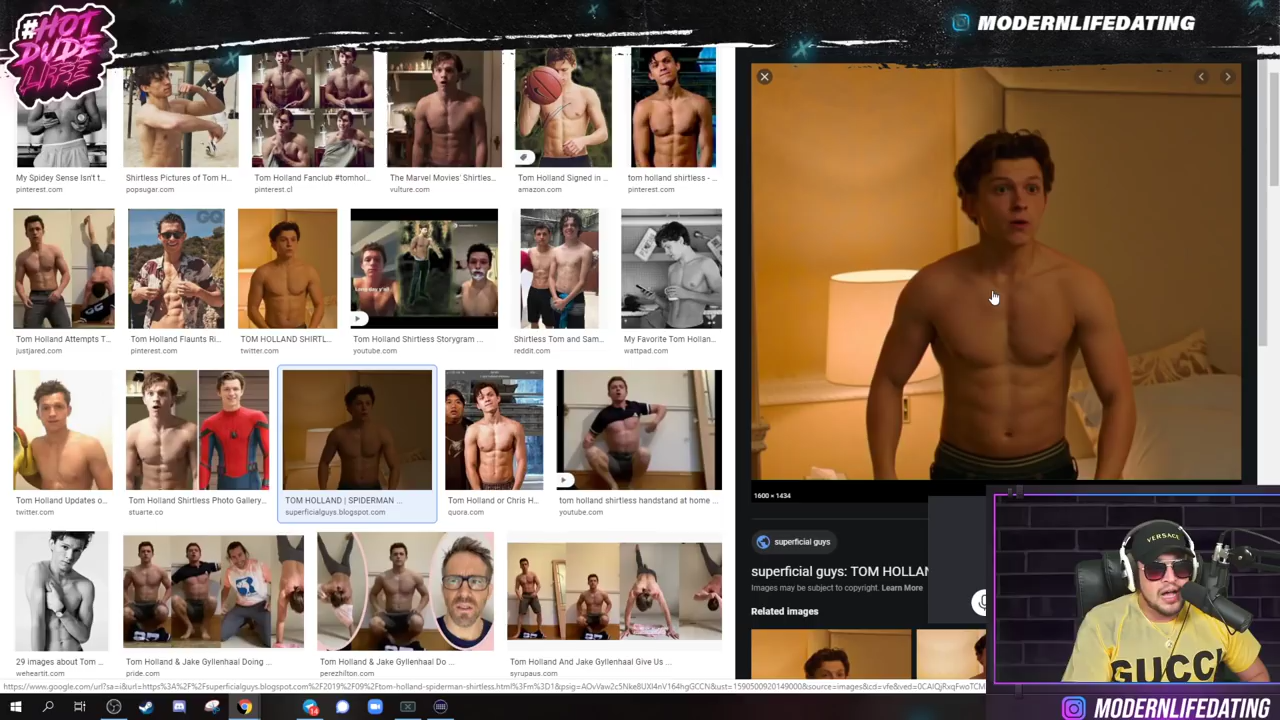 #HOT
DUDE
LIFE
MODERNLIFEDATING
My Spidey Sense Isn't t...
pinterest.com
Shirtless Pictures of Tom H...
popsugar.com
Tom Holland Fanclub #tomhol...
pinterest.cl
The Marvel Movies' Shirtles...
vulture.com
Tom Holland Signed in ...
amazon.com
tom holland shirtless - ...
pinterest.com
GQ
Long day y'all
Tom Holland Attempts T...
justjared.com
Tom Holland Flaunts Ri...
pinterest.com
TOM HOLLAND SHIRTL...
twitter.com
Tom Holland Shirtless Storygram ...
youtube.com
Shirtless Tom and Sam...
reddit.com
My Favorite Tom Hollan...
wattpad.com
Tom Holland Updates o...
twitter.com
Tom Holland Shirtless Photo Gallery...
stuarte.co
TOM HOLLAND | SPIDERMAN ...
superficialguys.blogspot.com
Tom Holland or Chris H...
quora.com
tom holland shirtless handstand at home ...
youtube.com
29 images about Tom ...
weheartit.com
Tom Holland & Jake Gyllenhaal Doing ...
pride.com
Tom Holland & Jake Gyllenhaal Do ...
perezhilton.com
Tom Holland And Jake Gyllenhaal Give Us ...
syrupaus.com
1600 × 1434
superficial guys
superficial guys: TOM HOLLAN
Images may be subject to copyright. Learn More
Related images
VERSACE
GUCCI
14
MODERNLIFEDATING